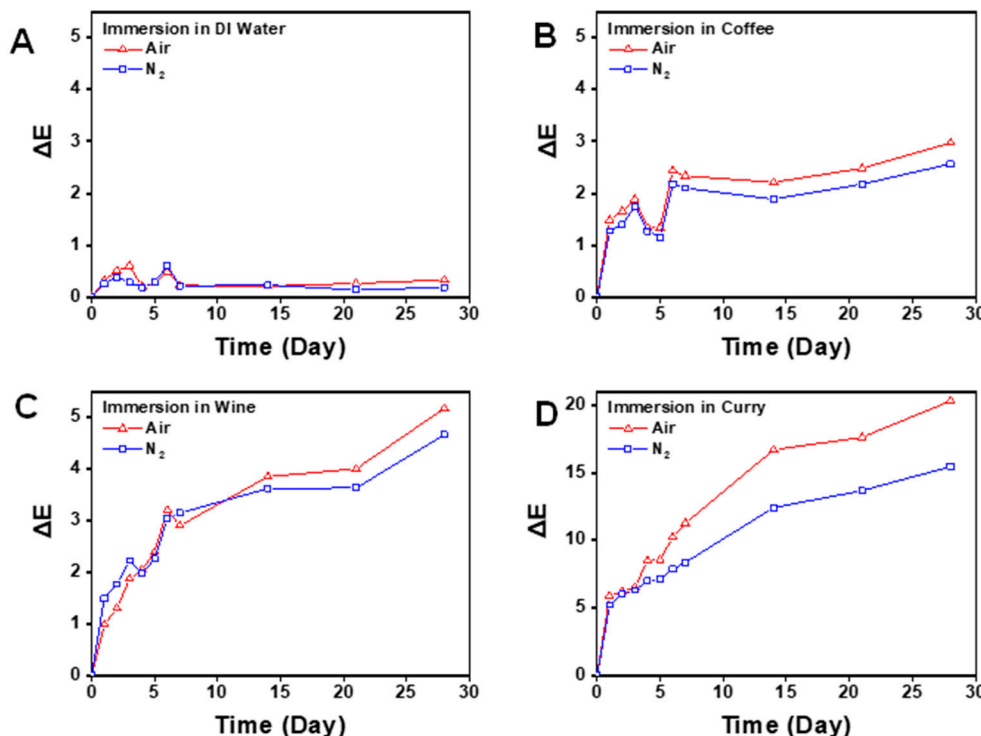 A
Immersion in DI Water
Air
N₂
ΔE
5
4
3
2
1
0
0 5 10 15 20 25 30
Time (Day)
B
Immersion in Coffee
Air
N₂
ΔE
5
4
3
2
1
0
0 5 10 15 20 25 30
Time (Day)
C
Immersion in Wine
Air
N₂
ΔE
5
4
3
2
1
0
0 5 10 15 20 25 30
Time (Day)
D
Immersion in Curry
Air
N₂
ΔE
20
15
10
5
0
0 5 10 15 20 25 30
Time (Day)